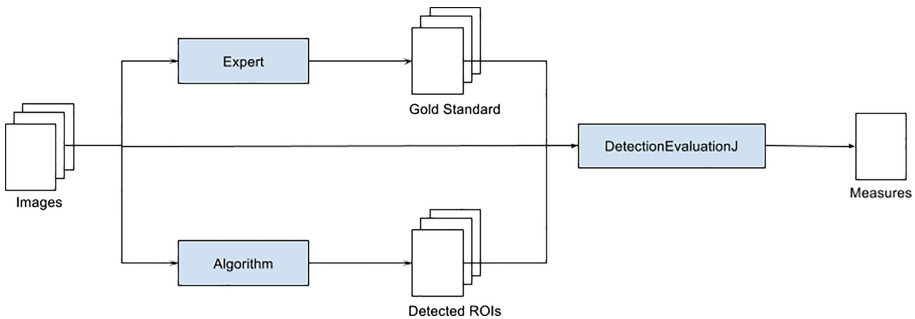 Expert
Gold Standard
Images
DetectionEvaluationJ
Measures
Algorithm
Detected ROIs